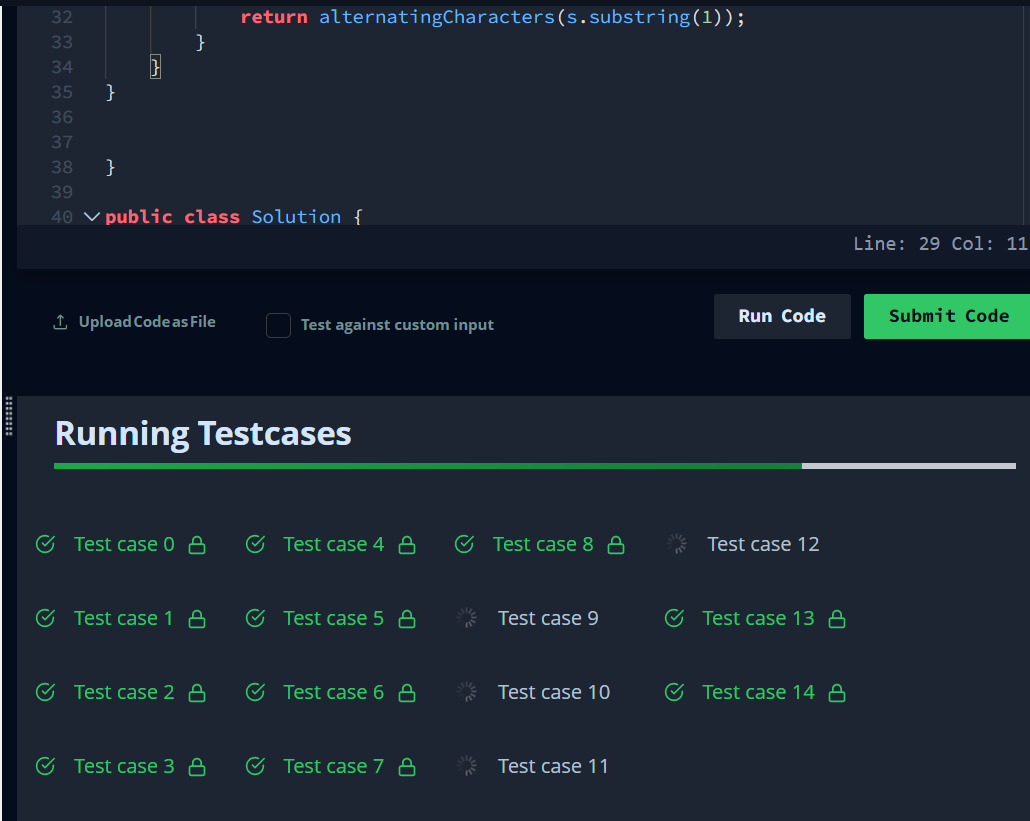 32 return alternatingCharacters(s.substring(1));
33 }
34 }
35 }
36
37
38 }
39
40 public class Solution {
Line: 29 Col: 11
Upload Code as File
Test against custom input
Run Code
Submit Code
Running Testcases
Test case 0 Test case 4 Test case 8 Test case 12
Test case 1 Test case 5 Test case 9 Test case 13
Test case 2 Test case 6 Test case 10 Test case 14
Test case 3 Test case 7 Test case 11